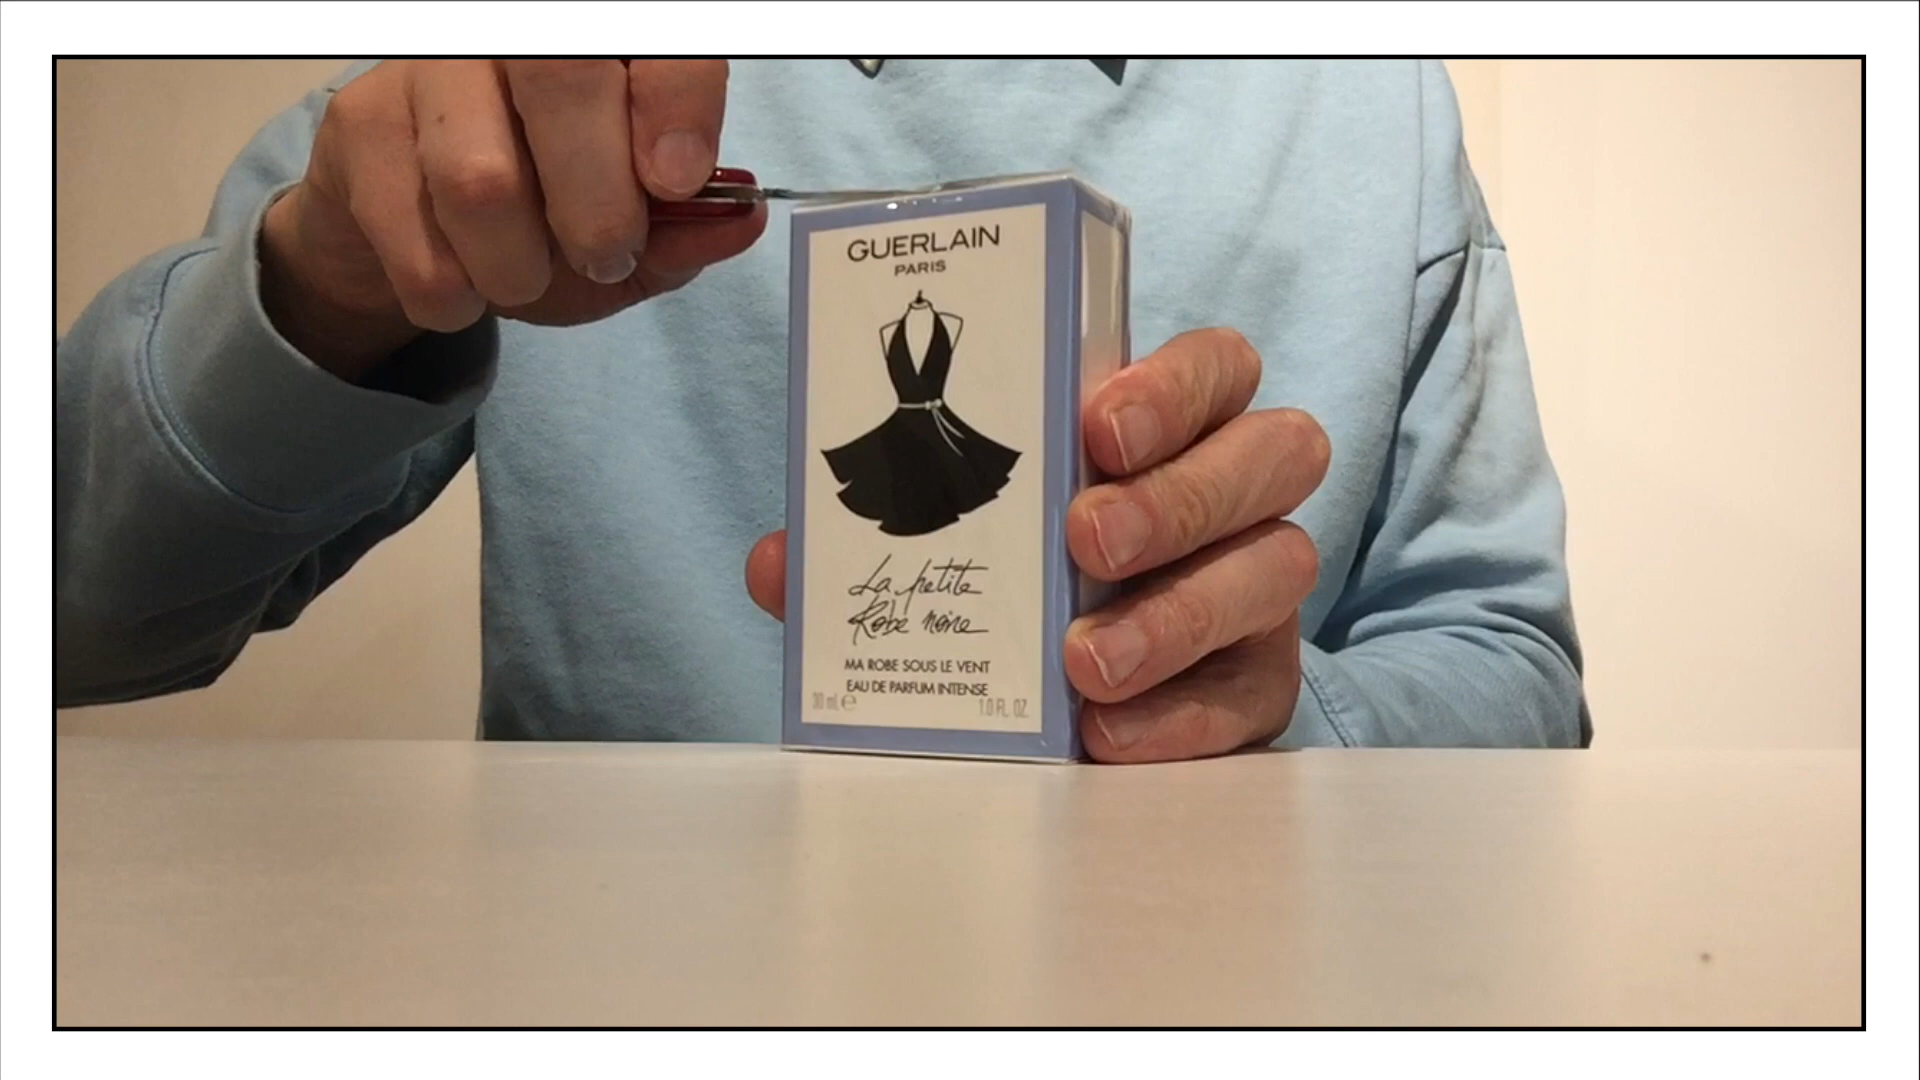 GUERLAIN
PARIS
La petite
Robe noire
MA ROBE SOUS LE VENT
EAU DE PARFUM INTENSE
30 mL e 1.0 FL. OZ.